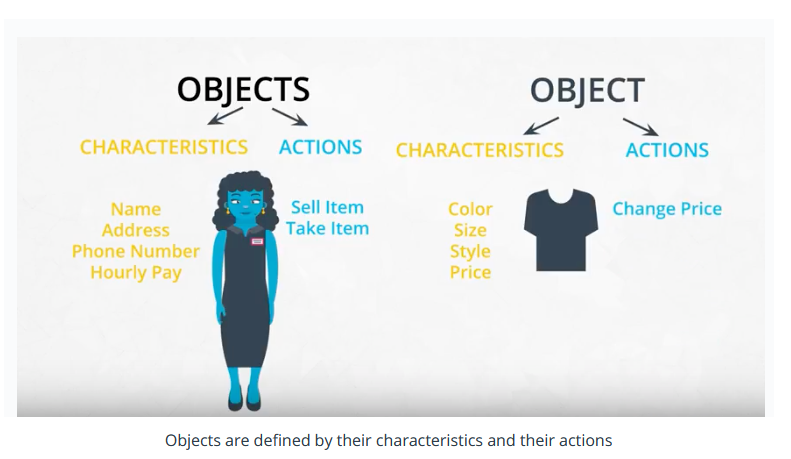 OBJECTS
CHARACTERISTICS
ACTIONS
Name
Address
Phone Number
Hourly Pay
Sell Item
Take Item
OBJECT
CHARACTERISTICS
ACTIONS
Color
Size
Style
Price
Change Price
Objects are defined by their characteristics and their actions